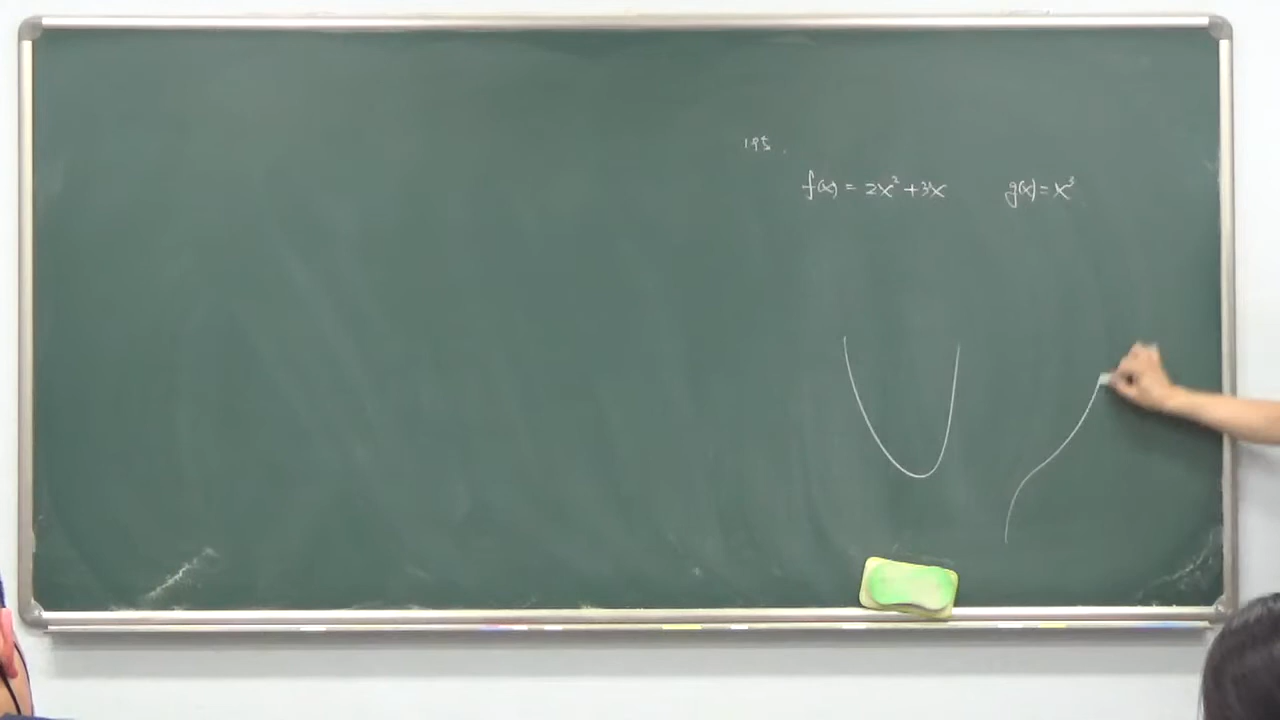 195.
f(x) = 2x² + 3x g(x) = x³